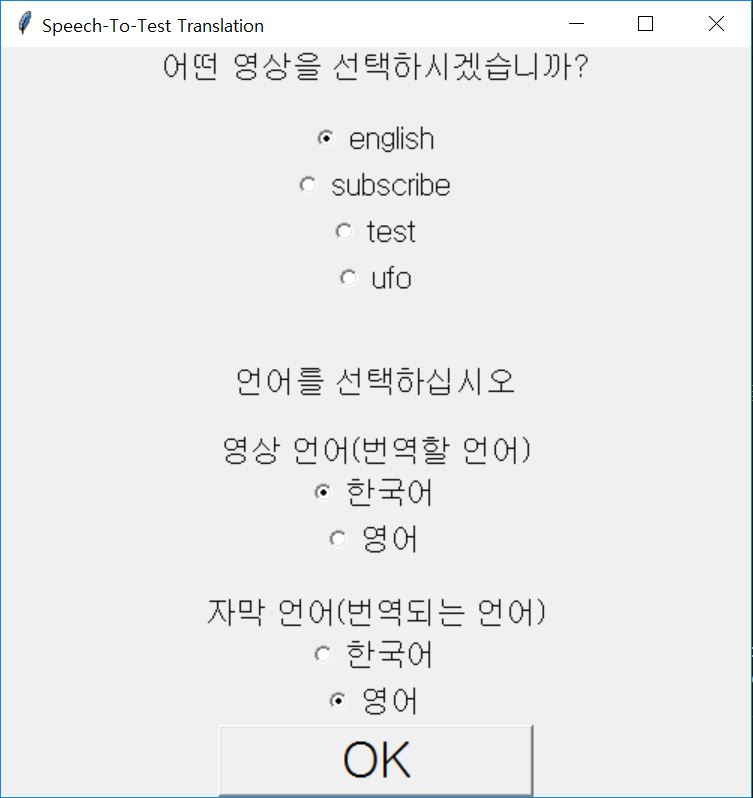 Speech-To-Test Translation
어떤 영상을 선택하시겠습니까?
english
subscribe
test
ufo
언어를 선택하십시오
영상 언어(번역할 언어)
한국어
영어
자막 언어(번역되는 언어)
한국어
영어
OK